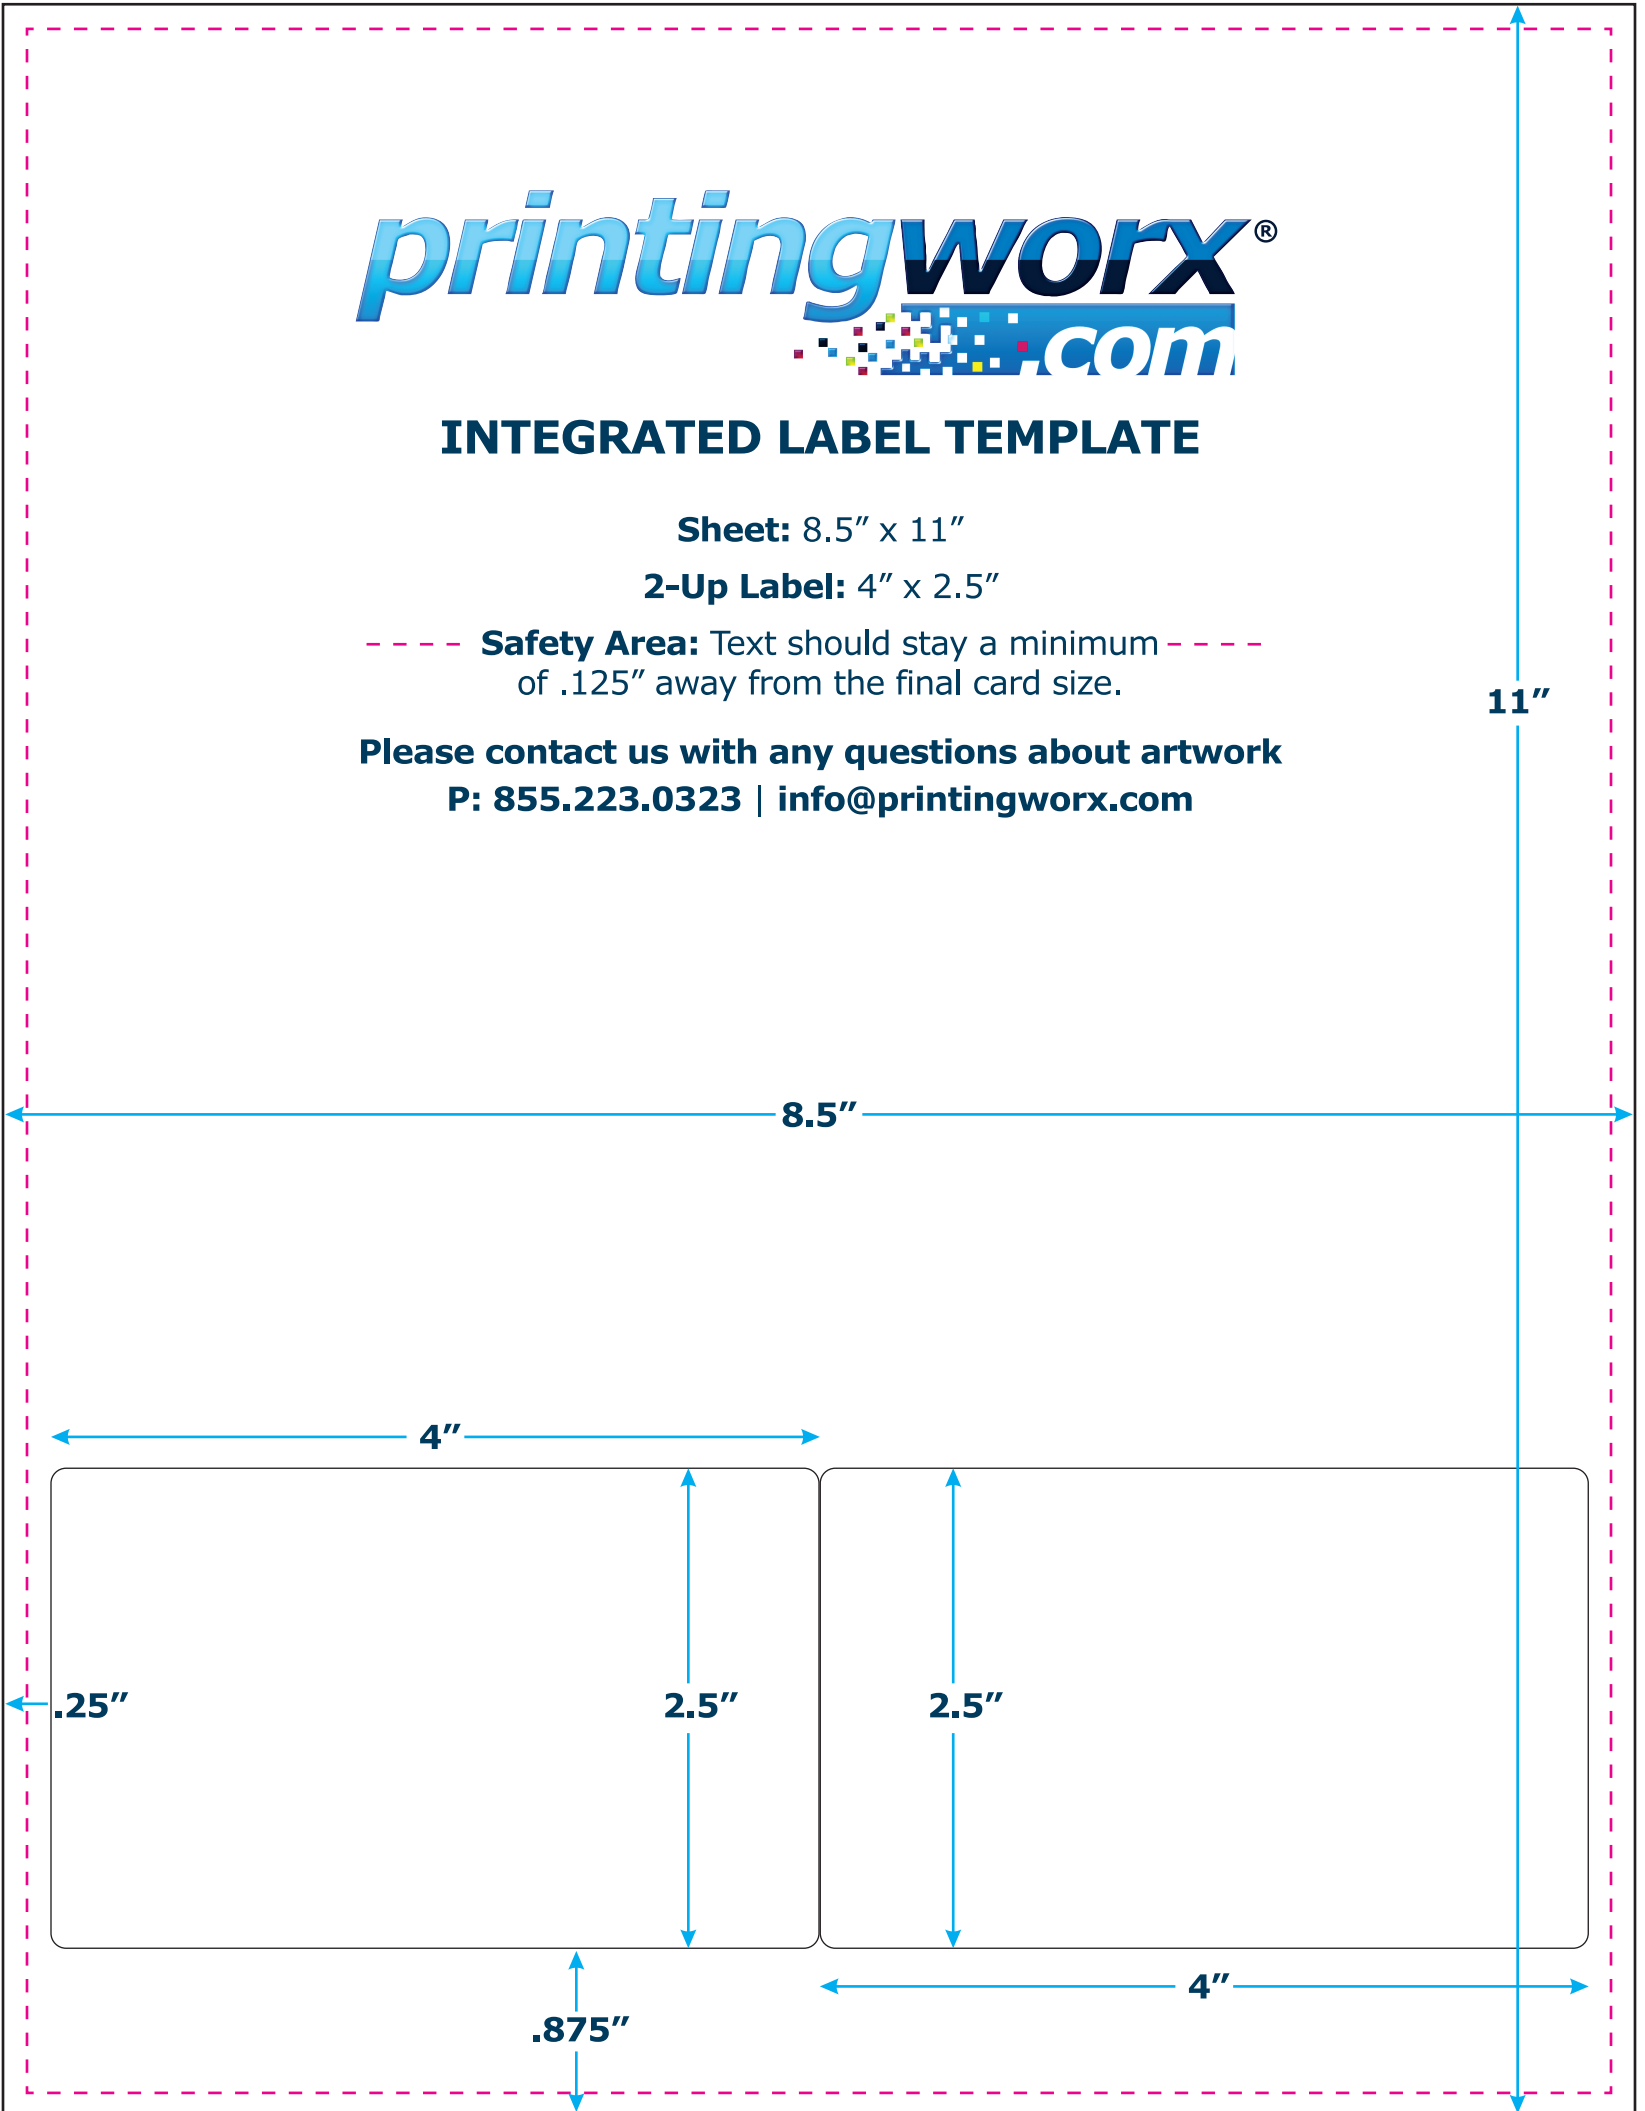 printingworx®
.com
INTEGRATED LABEL TEMPLATE
Sheet: 8.5” x 11”
2-Up Label: 4” x 2.5”
Safety Area: Text should stay a minimum
of .125” away from the final card size.
11”
Please contact us with any questions about artwork
P: 855.223.0323 | info@printingworx.com
8.5”
4”
.25”
2.5”
2.5”
4”
.875”